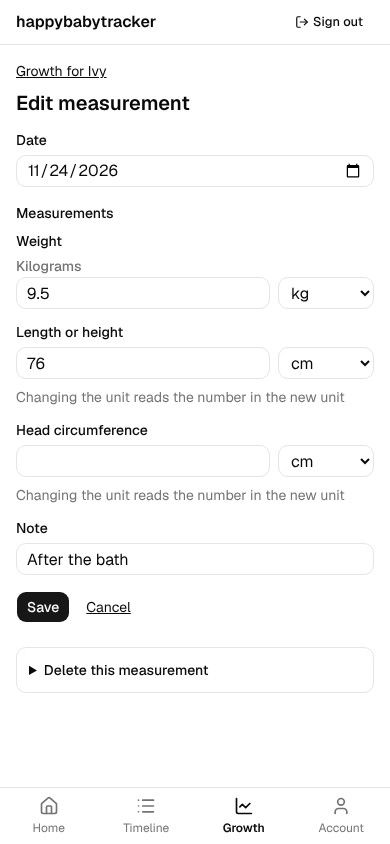 happybabytracker
Sign out
Growth for Ivy
Edit measurement
Date
11/24/2026
Measurements
Weight
Kilograms
9.5
kg
Length or height
76
cm
Changing the unit reads the number in the new unit
Head circumference
cm
Changing the unit reads the number in the new unit
Note
After the bath
Save
Cancel
Delete this measurement
Home
Timeline
Growth
Account